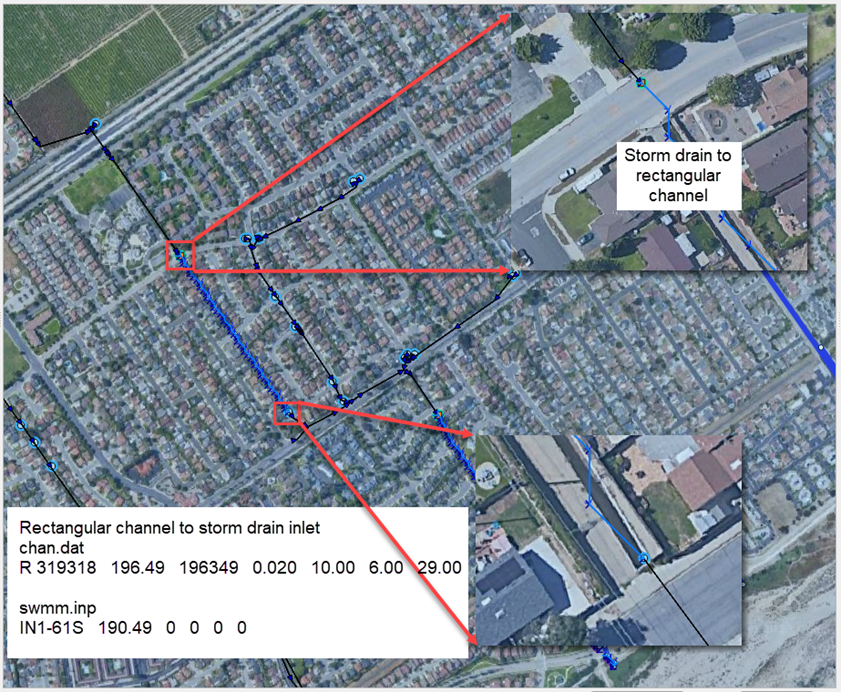 Storm drain to
rectangular
channel
Rectangular channel to storm drain inlet
chan.dat
R 319318 196.49 196349 0.020 10.00 6.00 29.00
swmm.inp
IN1-61S 190.49 0 0 0 0